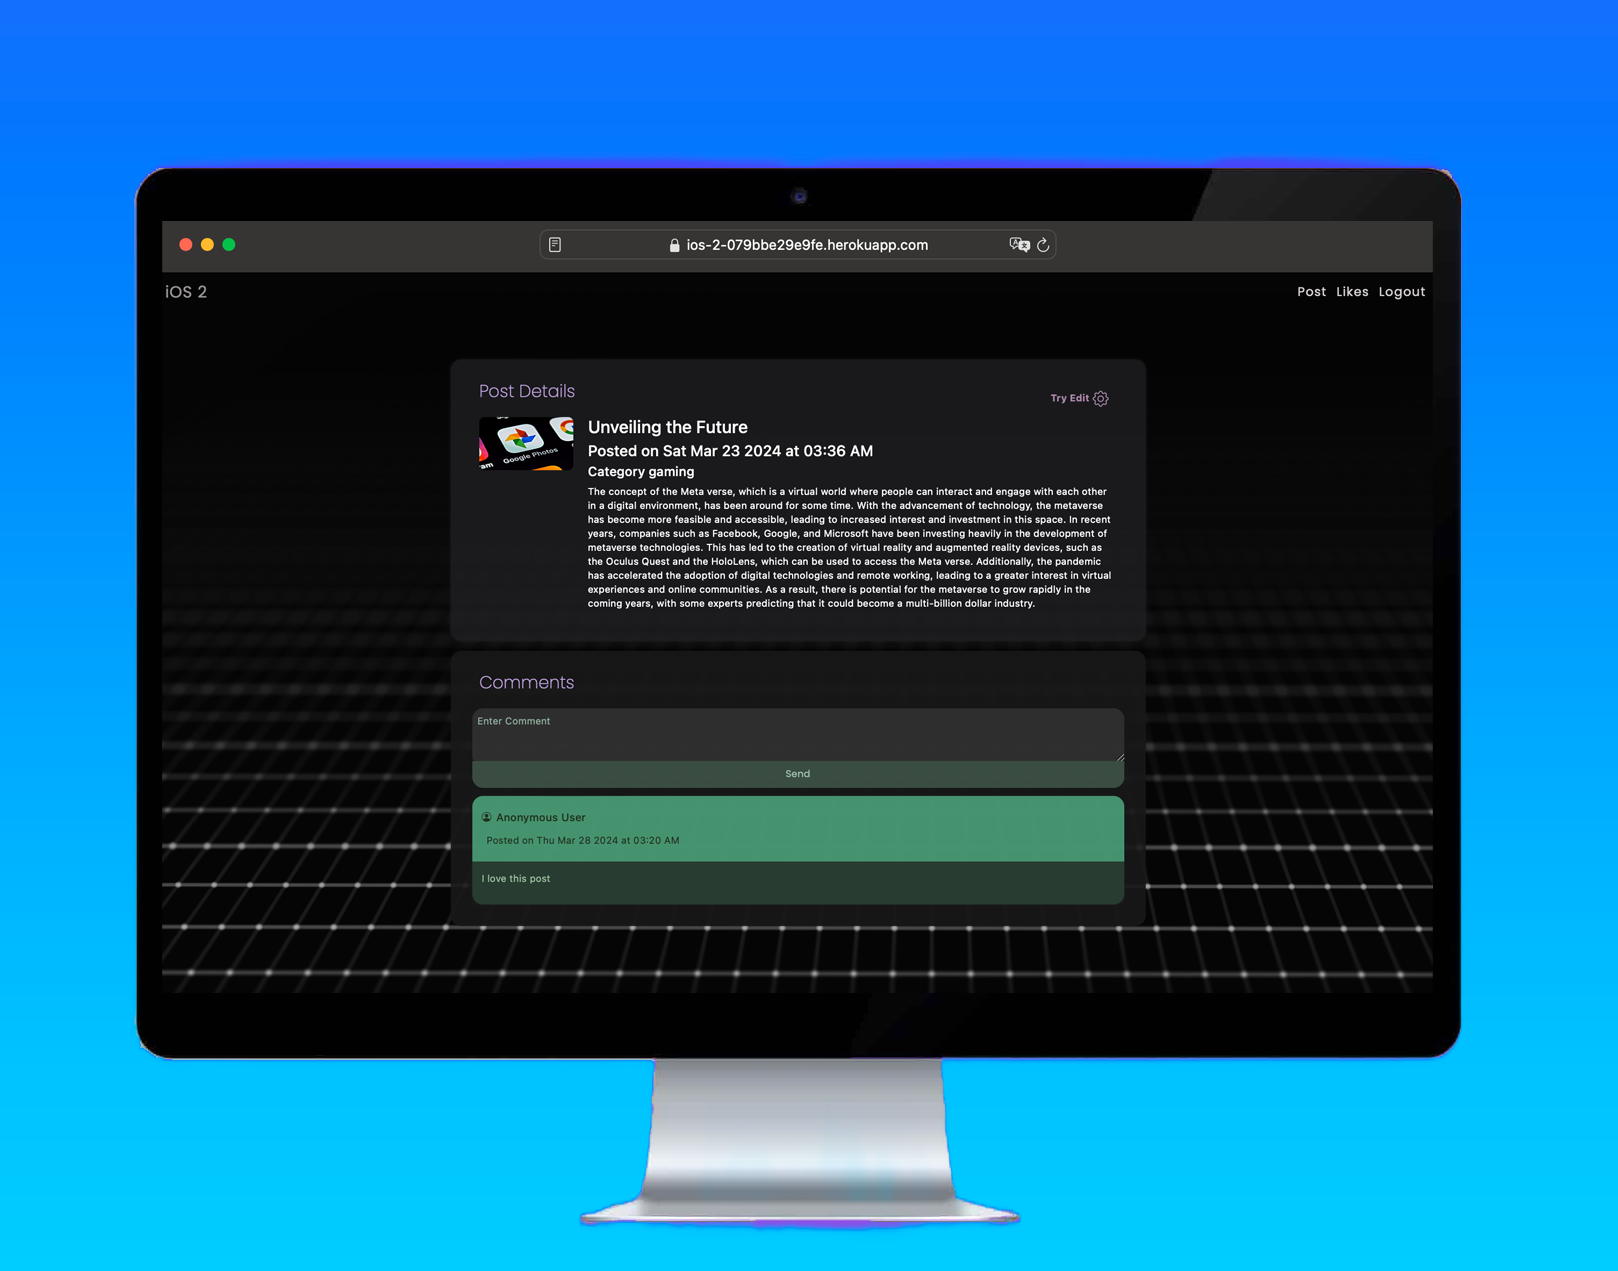 ios-2-079bbe29e9fe.herokuapp.com
iOS 2
Post Likes Logout
Post Details
Try Edit
Google Photos
am
Unveiling the Future
Posted on Sat Mar 23 2024 at 03:36 AM
Category gaming
The concept of the Meta verse, which is a virtual world where people can interact and engage with each other
in a digital environment, has been around for some time. With the advancement of technology, the metaverse
has become more feasible and accessible, leading to increased interest and investment in this space. In recent
years, companies such as Facebook, Google, and Microsoft have been investing heavily in the development of
metaverse technologies. This has led to the creation of virtual reality and augmented reality devices, such as
the Oculus Quest and the HoloLens, which can be used to access the Meta verse. Additionally, the pandemic
has accelerated the adoption of digital technologies and remote working, leading to a greater interest in virtual
experiences and online communities. As a result, there is potential for the metaverse to grow rapidly in the
coming years, with some experts predicting that it could become a multi-billion dollar industry.
Comments
Enter Comment
Send
Anonymous User
Posted on Thu Mar 28 2024 at 03:20 AM
I love this post